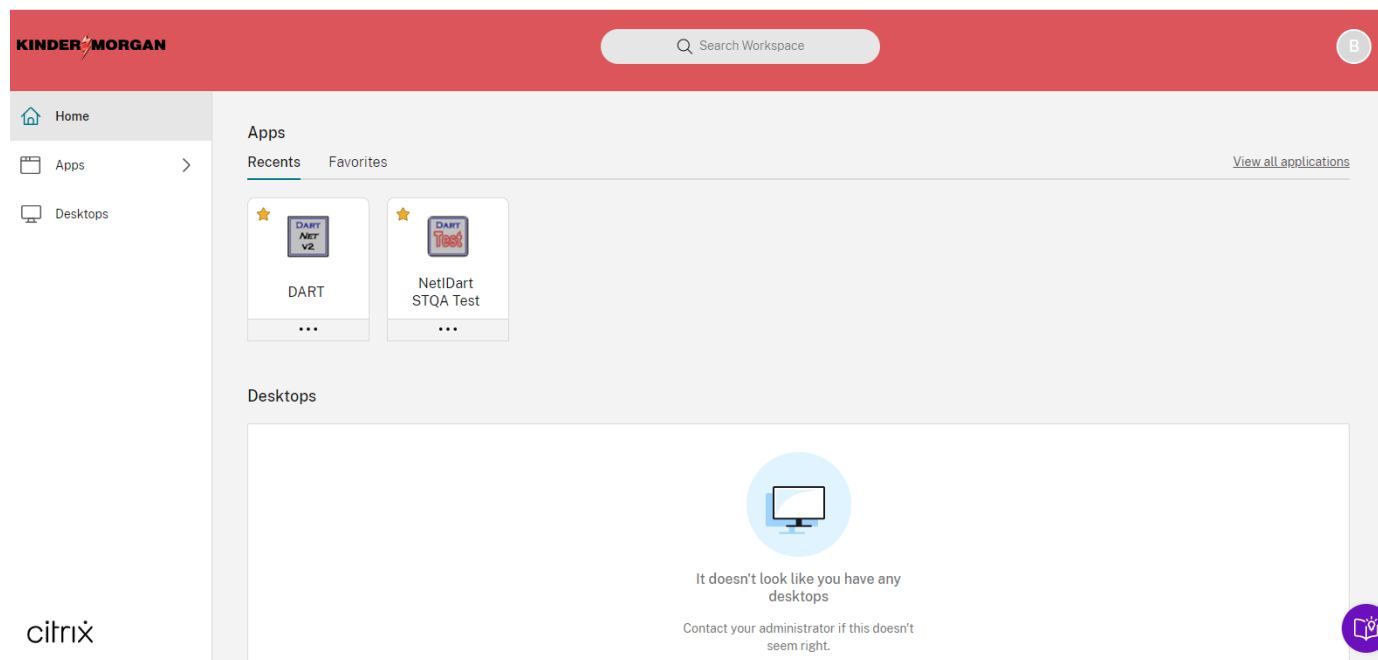 KINDER MORGAN
Search Workspace
B
Home
Apps
Desktops
citrix
Apps
Recents
Favorites
View all applications
DART
NET
V2
DART
DART
Test
NetlDart
STQA Test
Desktops
It doesn't look like you have any
desktops
Contact your administrator if this doesn't
seem right.